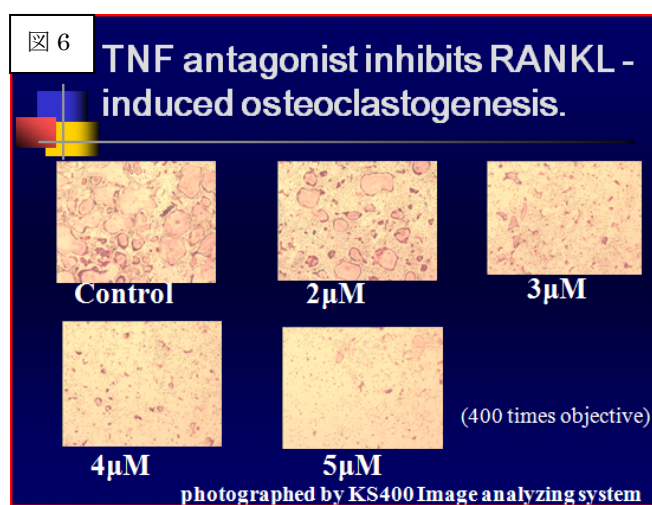 図6
TNF antagonist inhibits RANKL -
induced osteoclastogenesis.
Control
2μM
3μM
4μM
5μM
(400 times objective)
photographed by KS400 Image analyzing system